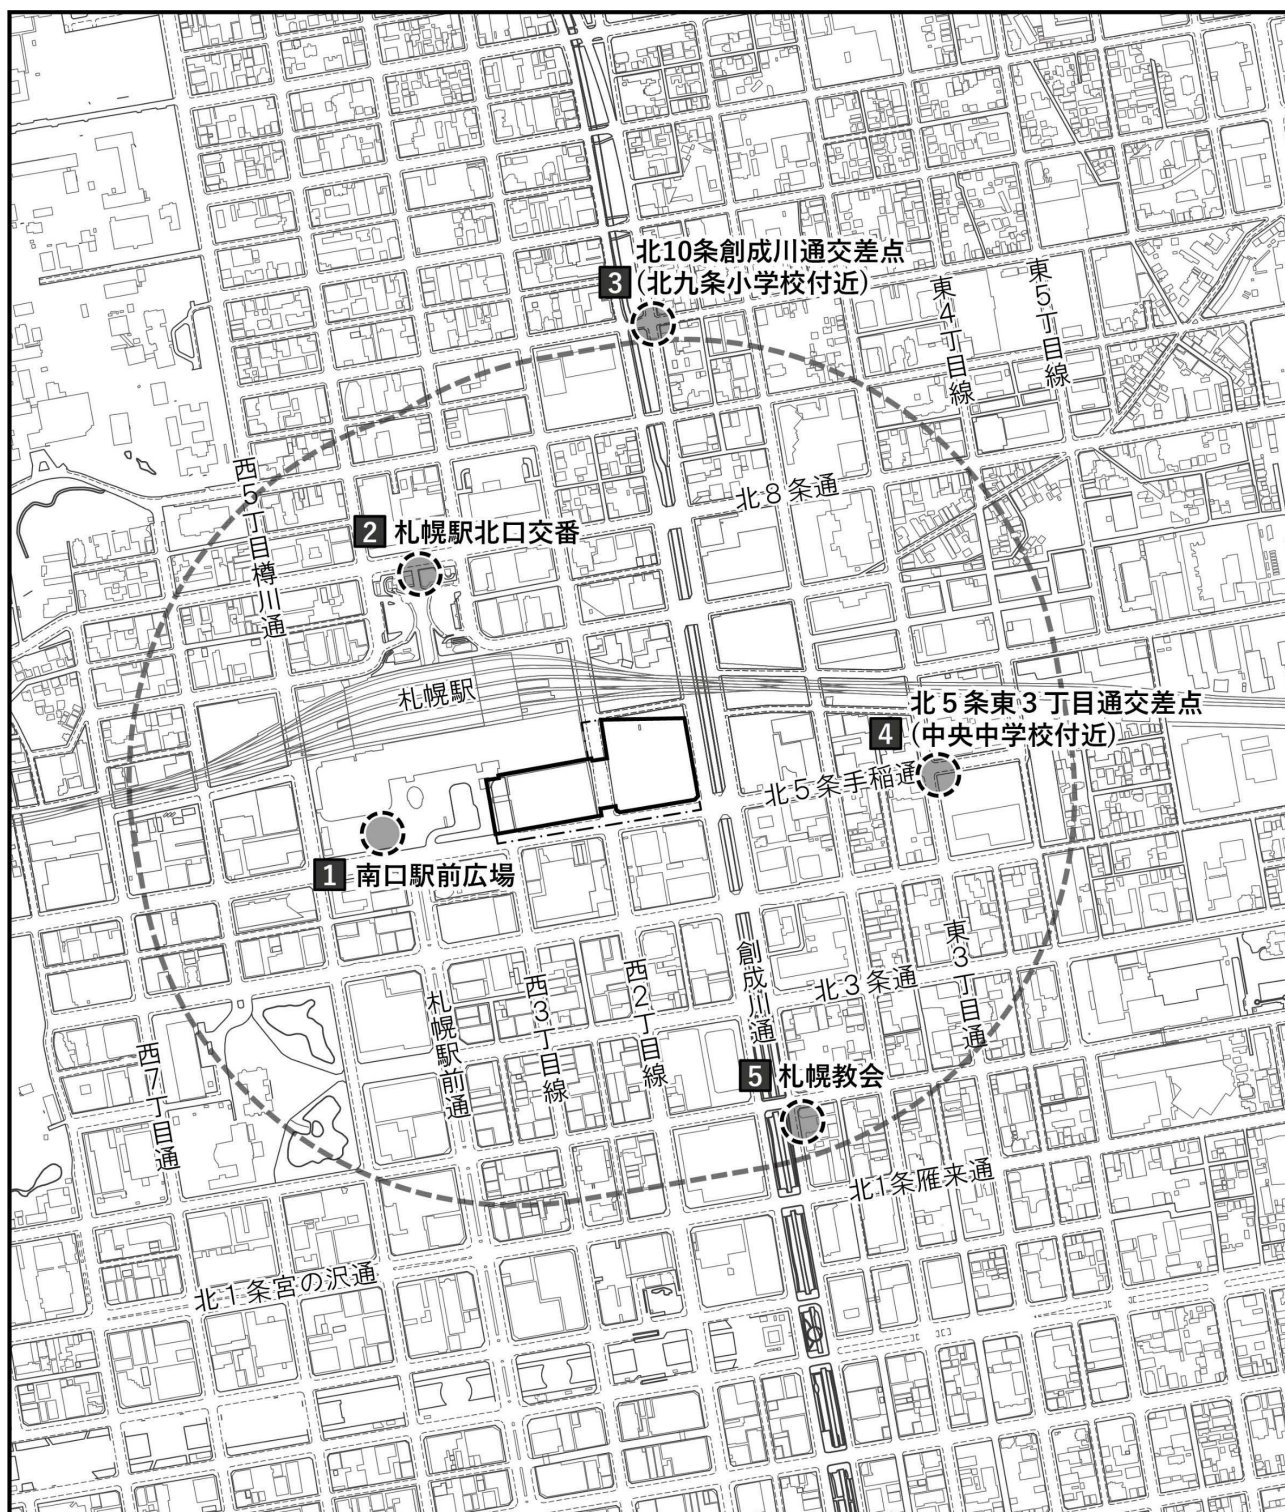 北10条創成川通交差点
3 (北九条小学校付近)
東4丁目線
東5丁目線
西5丁目樽川通
北8条通
2 札幌駅北口交番
札幌駅
北5条東3丁目通交差点
4 (中央中学校付近)
北5条手稲通
1 南口駅前広場
東3丁目通
創成川通
西2丁目線
西3丁目線
札幌駅前通
北3条通
西7丁目通
5 札幌教会
北1条雁来通
北1条宮の沢通